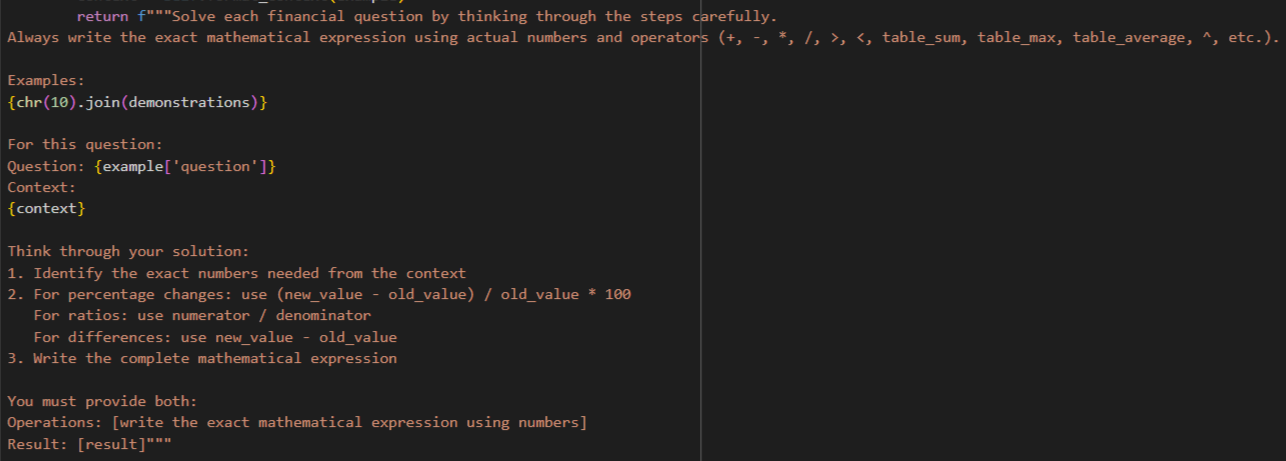 return f"""Solve each financial question by thinking through the steps carefully.
Always write the exact mathematical expression using actual numbers and operators (+, -, *, /, >, <, table_sum, table_max, table_average, ^, etc.).
Examples:
{chr(10).join(demonstrations)}
For this question:
Question: {example['question']}
Context:
{context}
Think through your solution:
1. Identify the exact numbers needed from the context
2. For percentage changes: use (new_value - old_value) / old_value * 100
For ratios: use numerator / denominator
For differences: use new_value - old_value
3. Write the complete mathematical expression
You must provide both:
Operations: [write the exact mathematical expression using numbers]
Result: [result]"""